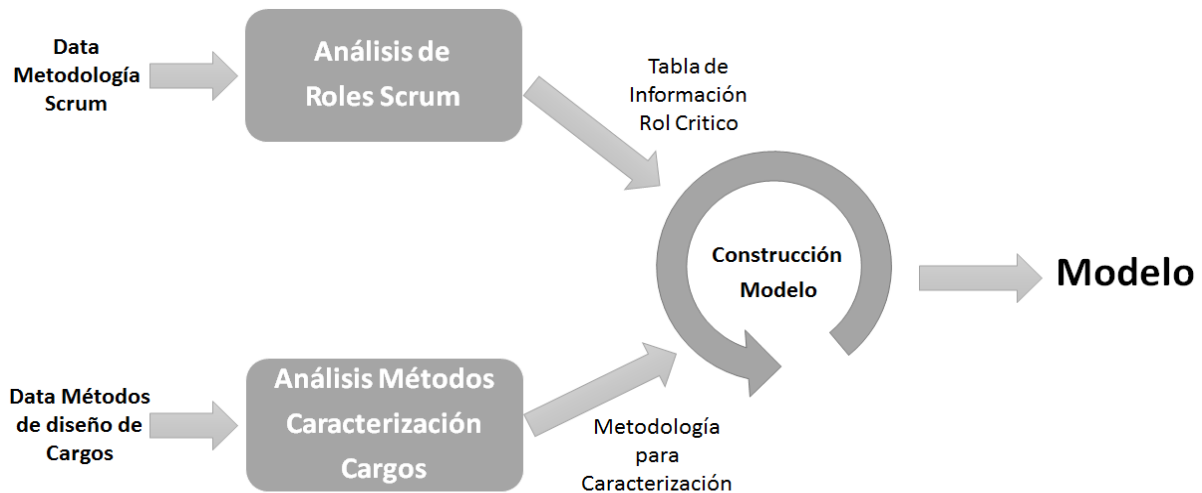 Data
Metodología
Scrum
Análisis de
Roles Scrum
Tabla de
Información
Rol Critico
Construcción
Modelo
Modelo
Data Métodos
de diseño de
Cargos
Análisis Métodos
Caracterización
Cargos
Metodología
para
Caracterización